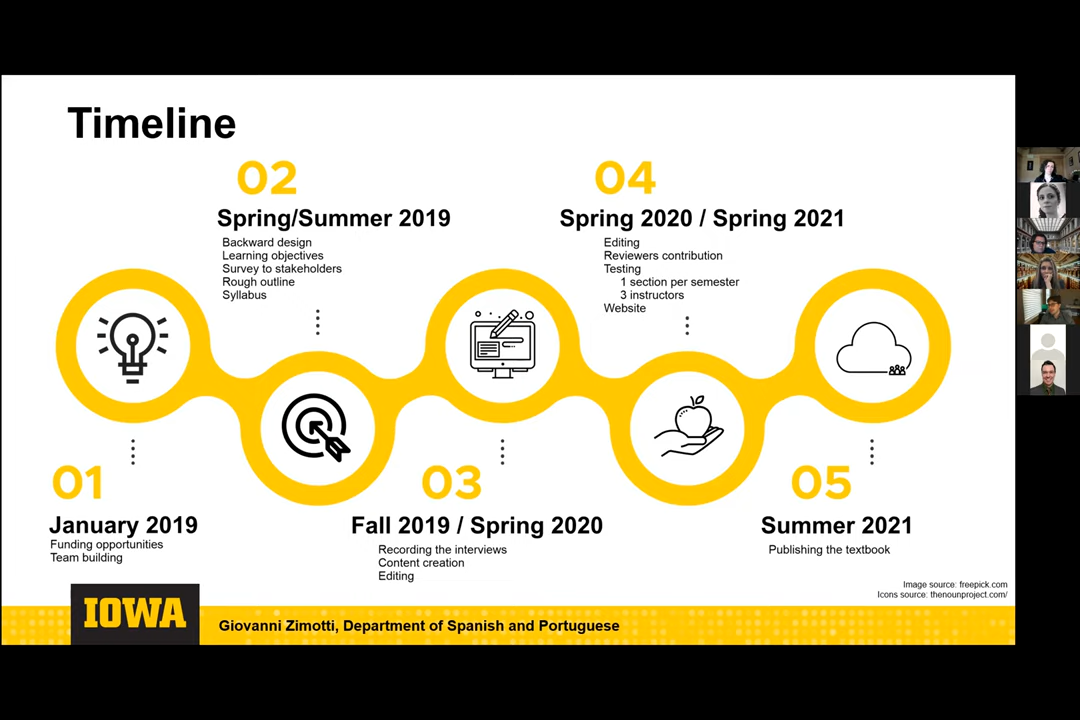 Timeline
01
January 2019
Funding opportunities
Team building
02
Spring/Summer 2019
Backward design
Learning objectives
Survey to stakeholders
Rough outline
Syllabus
03
Fall 2019 / Spring 2020
Recording the interviews
Content creation
Editing
04
Spring 2020 / Spring 2021
Editing
Reviewers contribution
Testing
1 section per semester
3 instructors
Website
05
Summer 2021
Publishing the textbook
Image source: freepick.com
Icons source: thenounproject.com/
IOWA
Giovanni Zimotti, Department of Spanish and Portuguese